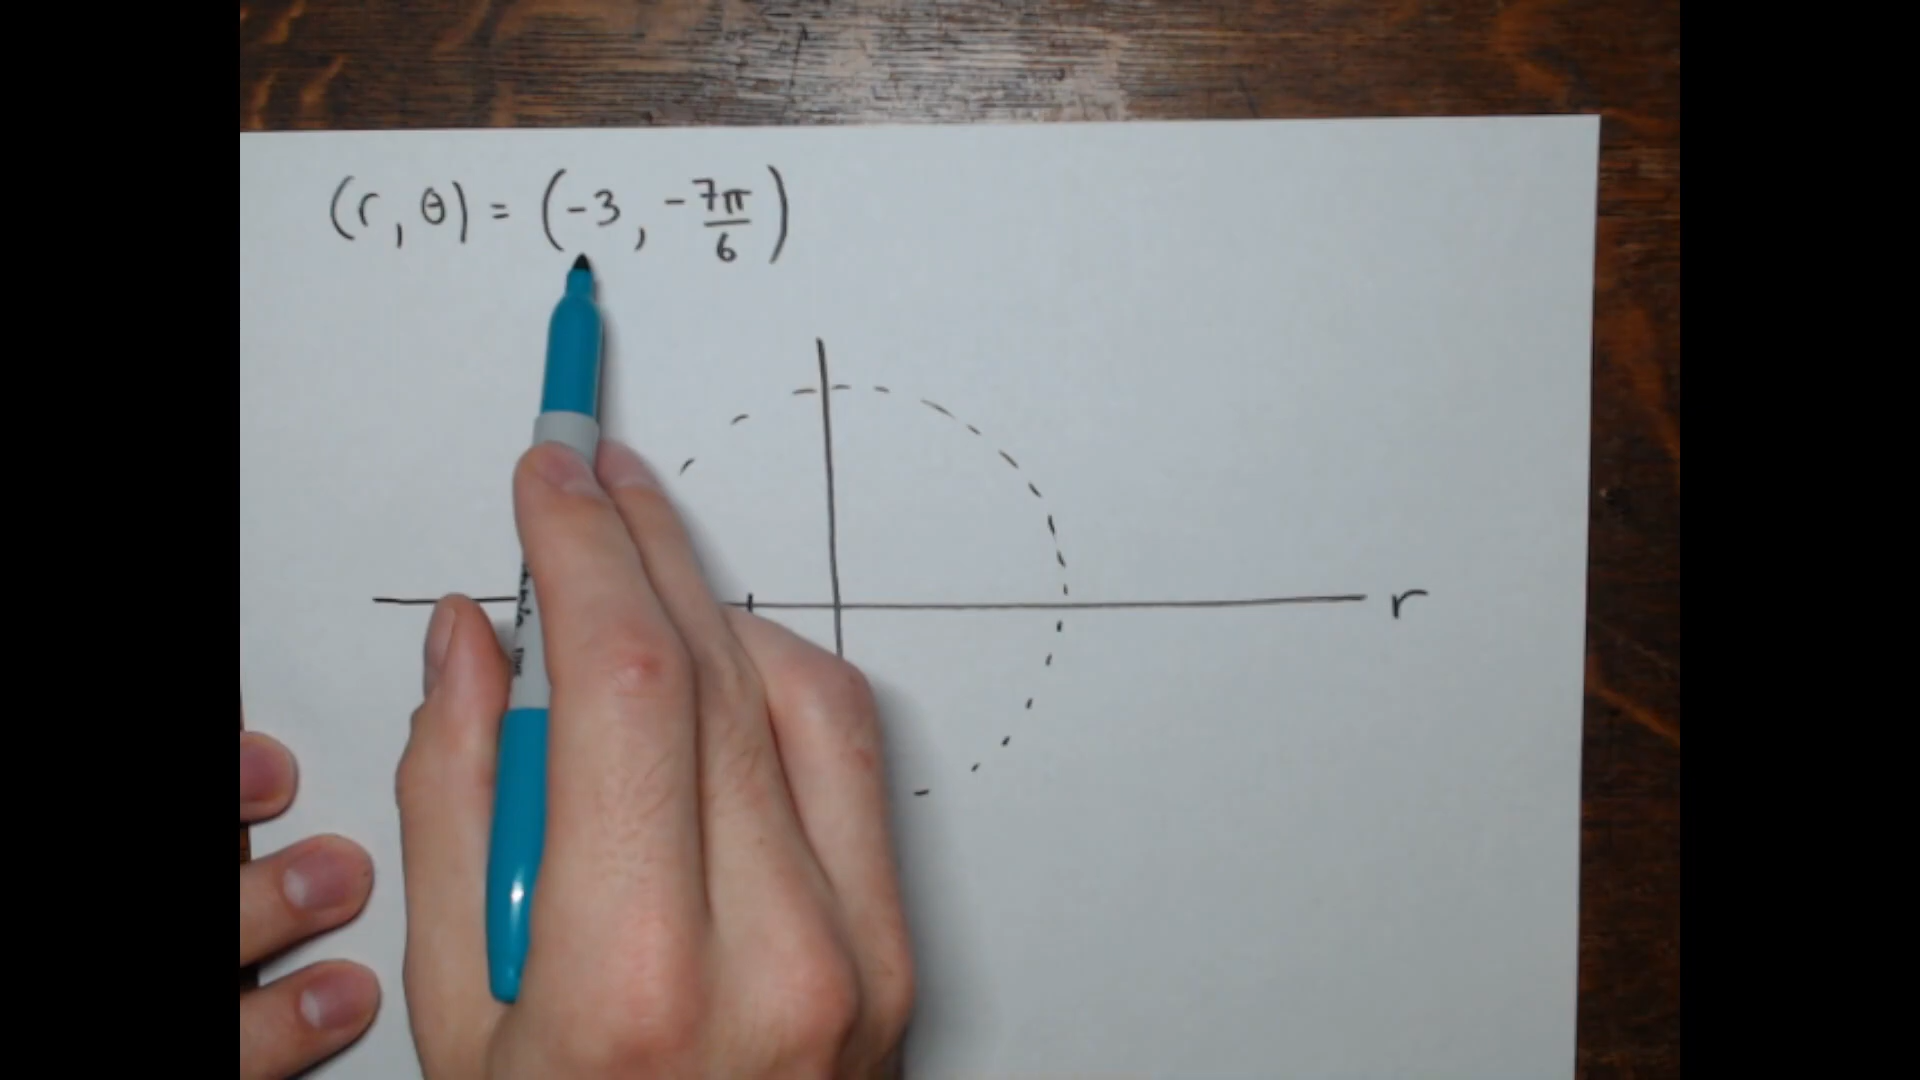 (r, θ) = (-3, -7π/6)
r